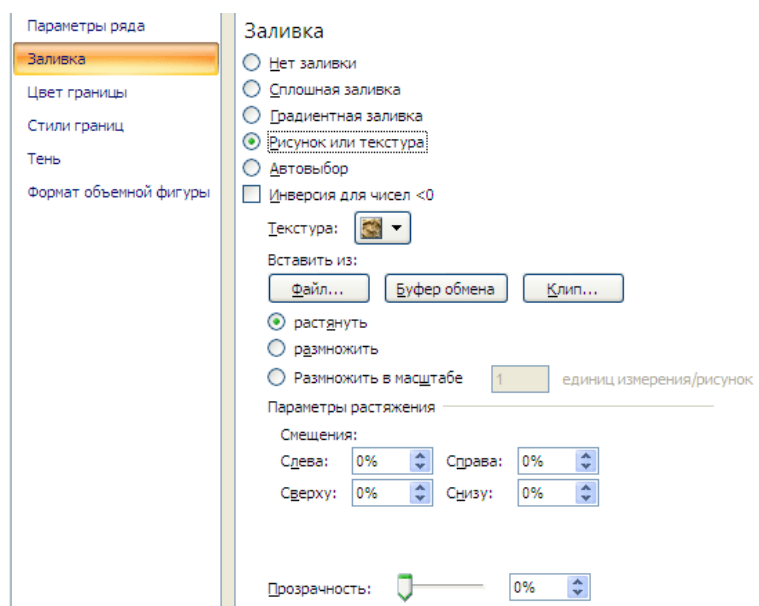 Параметры ряда
Заливка
Цвет границы
Стили границ
Тень
Формат объемной фигуры
Заливка
Нет заливки
Сплошная заливка
Градиентная заливка
Рисунок или текстура
Автовыбор
Инверсия для чисел <0
Текстура:
Вставить из:
Файл... Буфер обмена Клип...
растянуть
размножить
Размножить в масштабе 1 единиц измерения/рисунок
Параметры растяжения
Смещения:
Слева: 0% Справа: 0%
Сверху: 0% Снизу: 0%
Прозрачность: 0%